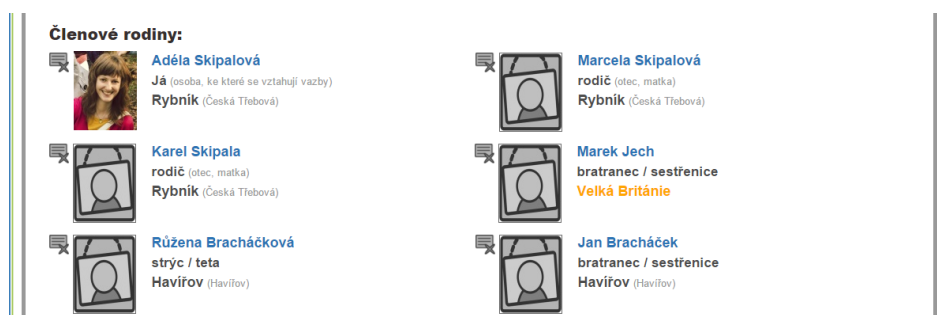 Členové rodiny:
Adéla Skipalová
Já (osoba, ke které se vztahují vazby)
Rybník (Česká Třebová)
Marcela Skipalová
rodič (otec, matka)
Rybník (Česká Třebová)
Karel Skipala
rodič (otec, matka)
Rybník (Česká Třebová)
Marek Jech
bratranec / sestřenice
Velká Británie
Růžena Bracháčková
strýc / teta
Havířov (Havířov)
Jan Bracháček
bratranec / sestřenice
Havířov (Havířov)